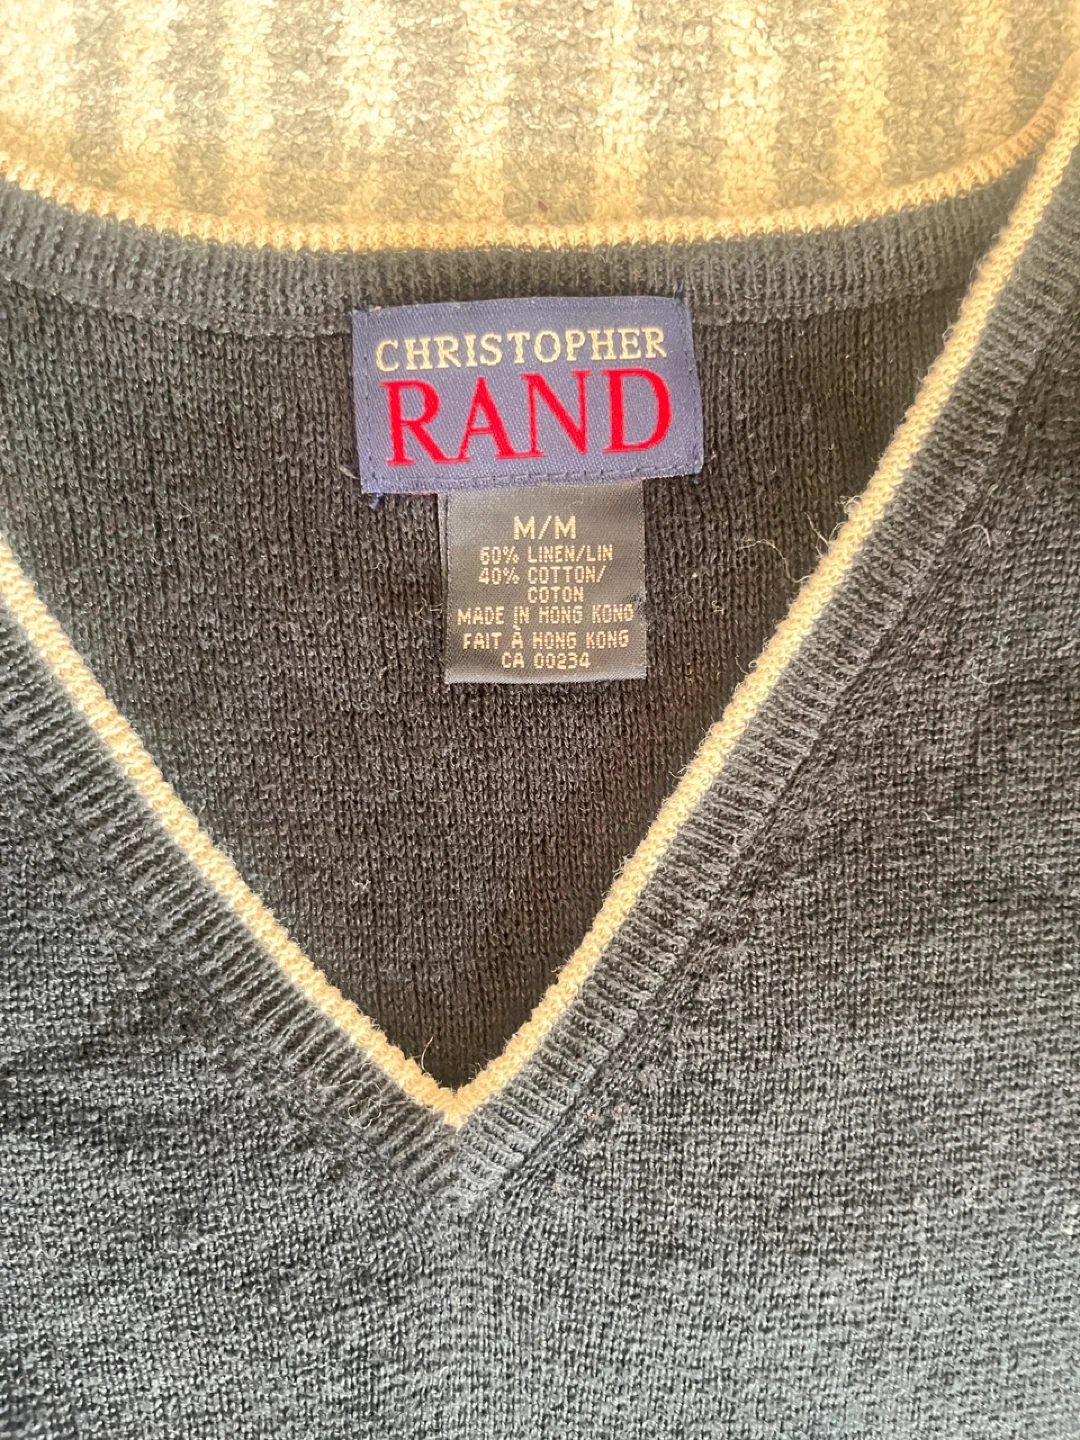 CHRISTOPHER
RAND
M/M
60% LINEN/LIN
40% COTTON/
COTON
MADE IN HONG KONG
FAIT À HONG KONG
CA 00234